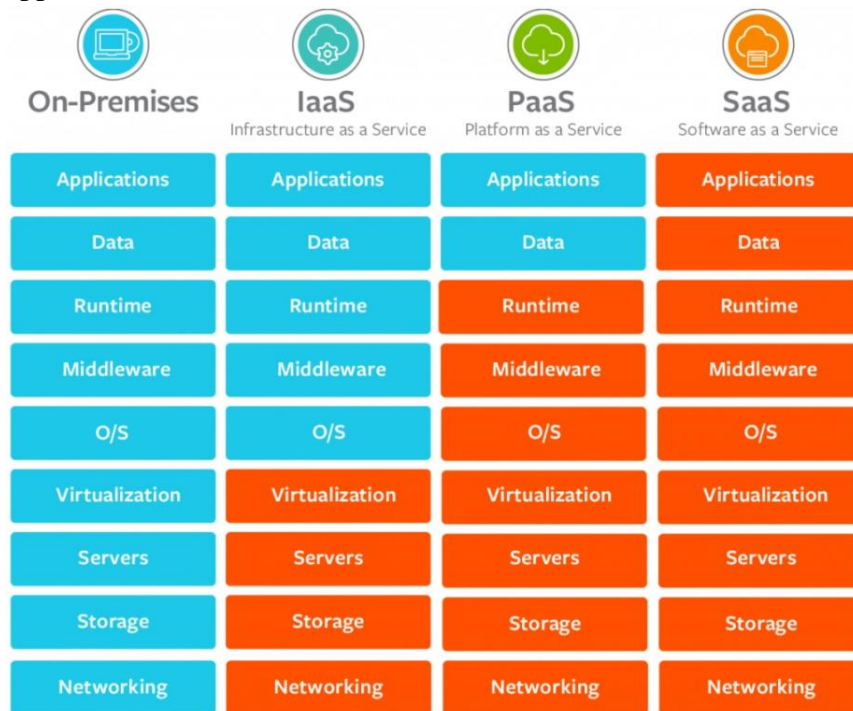 On-Premises IaaS PaaS SaaS
Infrastructure as a Service Platform as a Service Software as a Service
Applications Applications Applications Applications
Data Data Data Data
Runtime Runtime Runtime Runtime
Middleware Middleware Middleware Middleware
O/S O/S O/S O/S
Virtualization Virtualization Virtualization Virtualization
Servers Servers Servers Servers
Storage Storage Storage Storage
Networking Networking Networking Networking